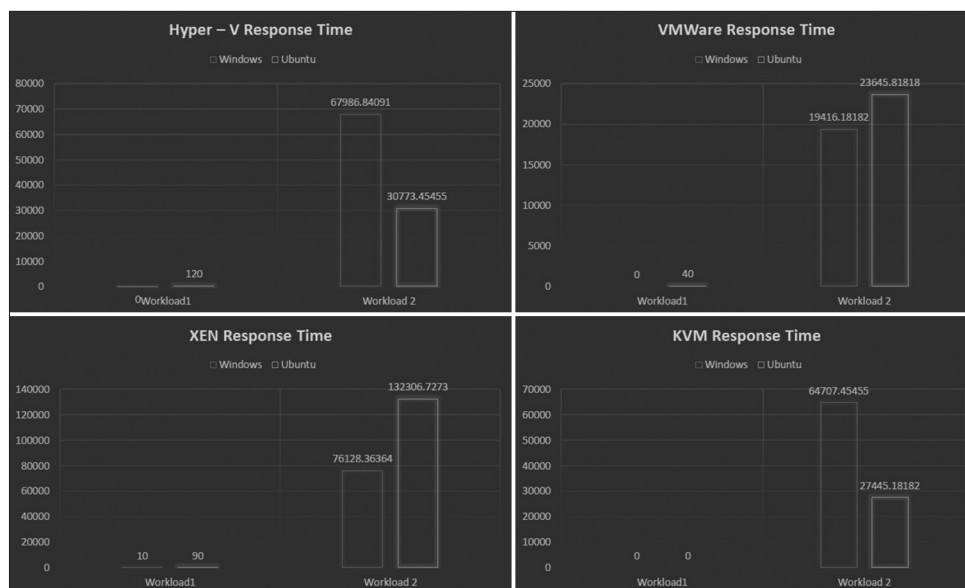 Hyper – V Response Time
Windows Ubuntu
80000
70000
60000
50000
40000
30000
20000
10000
0
67986.84091
30773.45455
0
120
Workload1
Workload 2
VMWare Response Time
Windows Ubuntu
25000
20000
15000
10000
5000
0
23645.81818
19416.18182
0
40
Workload1
Workload 2
XEN Response Time
Windows Ubuntu
140000
120000
100000
80000
60000
40000
20000
0
132306.7273
76128.36364
10
90
Workload1
Workload 2
KVM Response Time
Windows Ubuntu
70000
60000
50000
40000
30000
20000
10000
0
64707.45455
27445.18182
0
0
Workload1
Workload 2